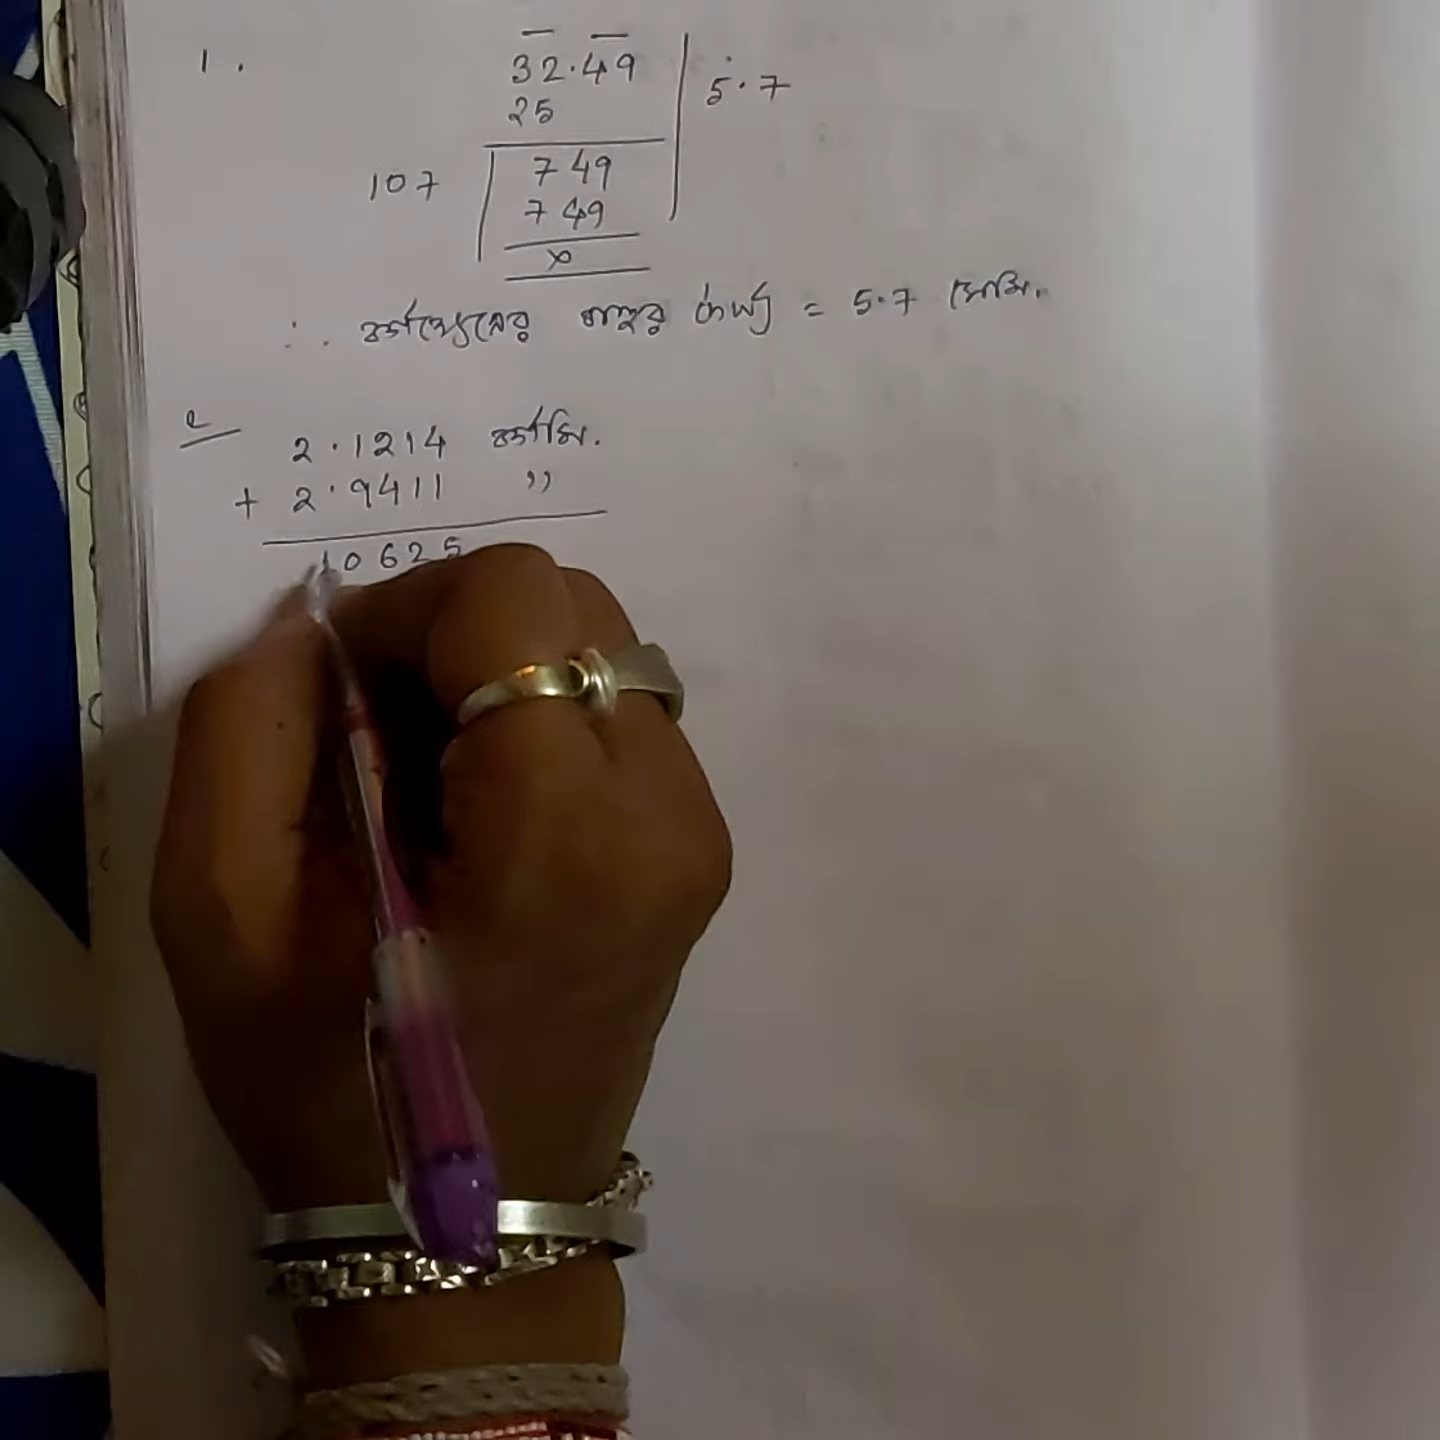 1.
32.49 | 5.7
25
107 | 749
749
×
∴ বর্গক্ষেত্রের বাহুর দৈর্ঘ্য = 5.7 সেমি.
২
2.1214 বর্গমি.
+ 2.9411 ,,
10625